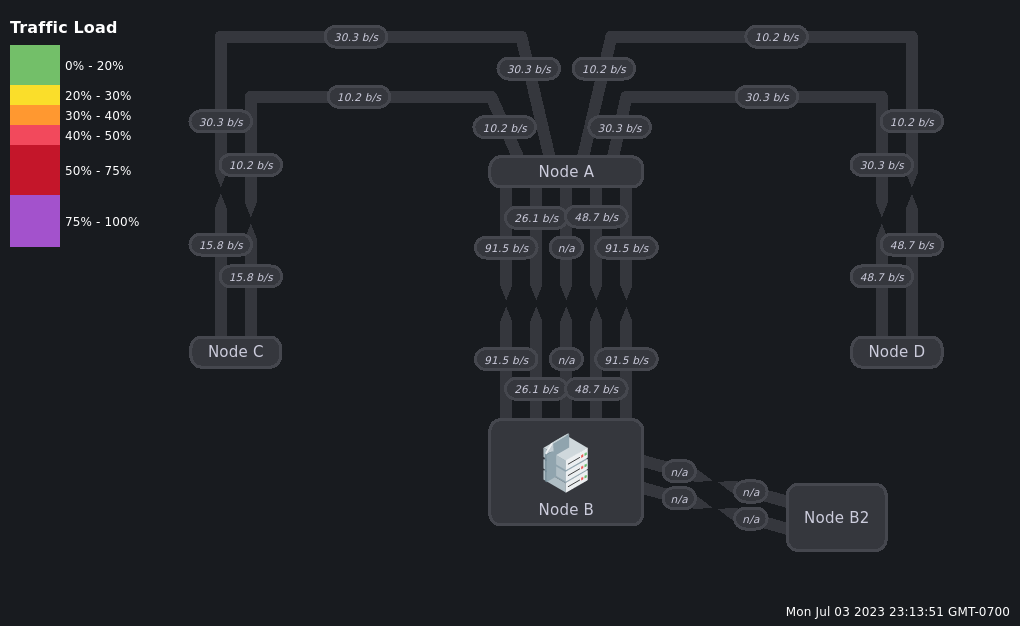 Traffic Load
0% - 20%
20% - 30%
30% - 40%
40% - 50%
50% - 75%
75% - 100%
30.3 b/s
10.2 b/s
30.3 b/s
10.2 b/s
10.2 b/s
30.3 b/s
30.3 b/s
10.2 b/s
10.2 b/s
30.3 b/s
10.2 b/s
30.3 b/s
Node A
26.1 b/s
48.7 b/s
15.8 b/s
91.5 b/s
n/a
91.5 b/s
48.7 b/s
15.8 b/s
48.7 b/s
Node C
Node D
91.5 b/s
n/a
91.5 b/s
26.1 b/s
48.7 b/s
Node B
n/a
n/a
n/a
n/a
Node B2
Mon Jul 03 2023 23:13:51 GMT-0700